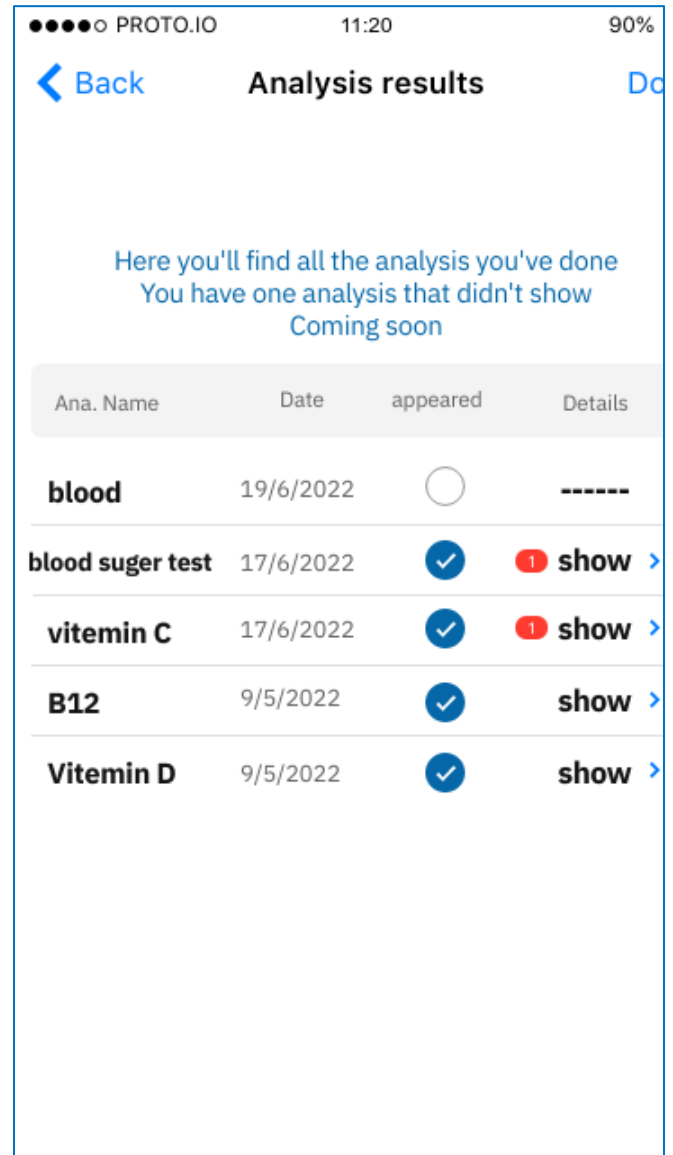 PROTO.IO 11:20 90%
Back Analysis results Do
Here you'll find all the analysis you've done
You have one analysis that didn't show
Coming soon
Ana. Name Date appeared Details
blood 19/6/2022 ------
blood suger test 17/6/2022 1 show
vitemin C 17/6/2022 1 show
B12 9/5/2022 show
Vitemin D 9/5/2022 show